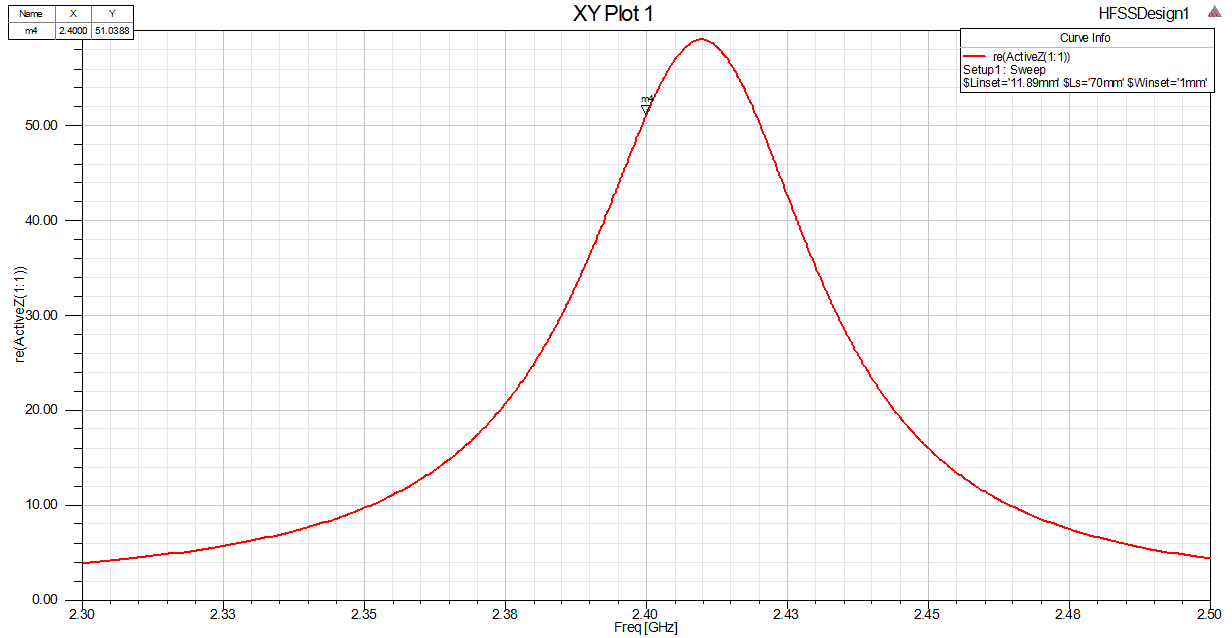 XY Plot 1
HFSSDesign1
Name X Y
m4 2.4000 51.0388
Curve Info
re(ActiveZ(1:1))
Setup1 : Sweep
$Linset='11.89mm' $Ls='70mm' $Winset='1mm'
m4
50.00
40.00
30.00
20.00
10.00
0.00
re(ActiveZ(1:1))
2.30 2.33 2.35 2.38 2.40 2.43 2.45 2.48 2.50
Freq [GHz]